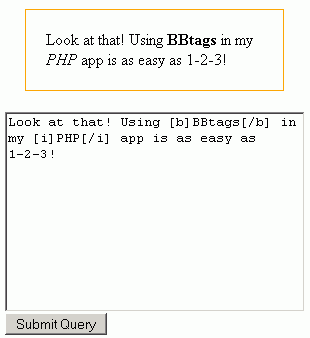 Look at that! Using BBtags in my
PHP app is as easy as 1-2-3!
Look at that! Using [b]BBtags[/b] in
my [i]PHP[/i] app is as easy as
1-2-3!
Submit Query